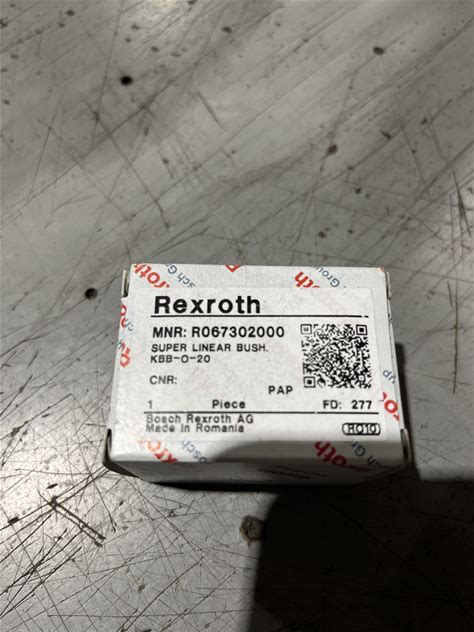 Rexroth
MNR: R067302000
SUPER LINEAR BUSH.
KBB-O-20
CNR:
PAP
1 Piece FD: 277
Bosch Rexroth AG
Made in Romania
RO10